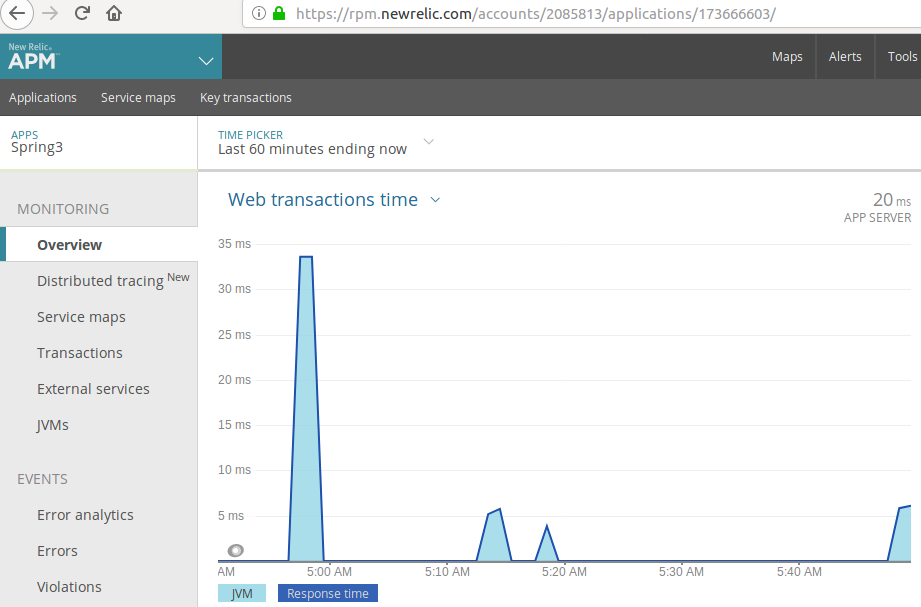 https://rpm.newrelic.com/accounts/2085813/applications/173666603/
New Relic.
APM™
Maps Alerts Tools
Applications Service maps Key transactions
APPS
Spring3
TIME PICKER
Last 60 minutes ending now
MONITORING
Overview
Distributed tracing New
Service maps
Transactions
External services
JVMs
EVENTS
Error analytics
Errors
Violations
Web transactions time
20 ms
APP SERVER
35 ms
30 ms
25 ms
20 ms
15 ms
10 ms
5 ms
AM 5:00 AM 5:10 AM 5:20 AM 5:30 AM 5:40 AM
JVM Response time